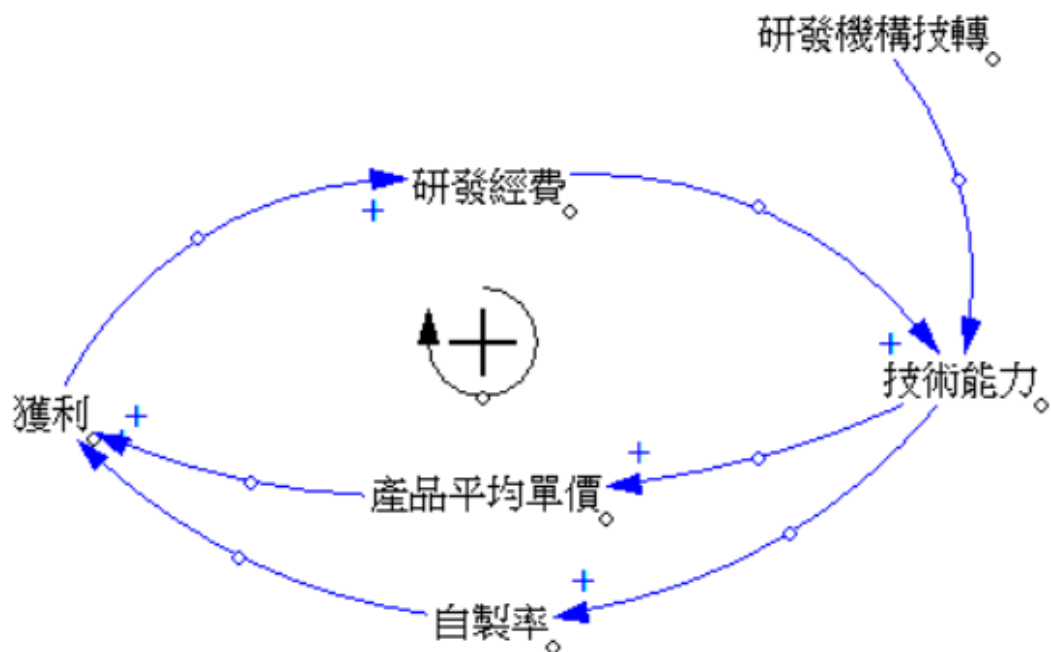 研發機構技轉
研發經費
技術能力
獲利
產品平均單價
自製率